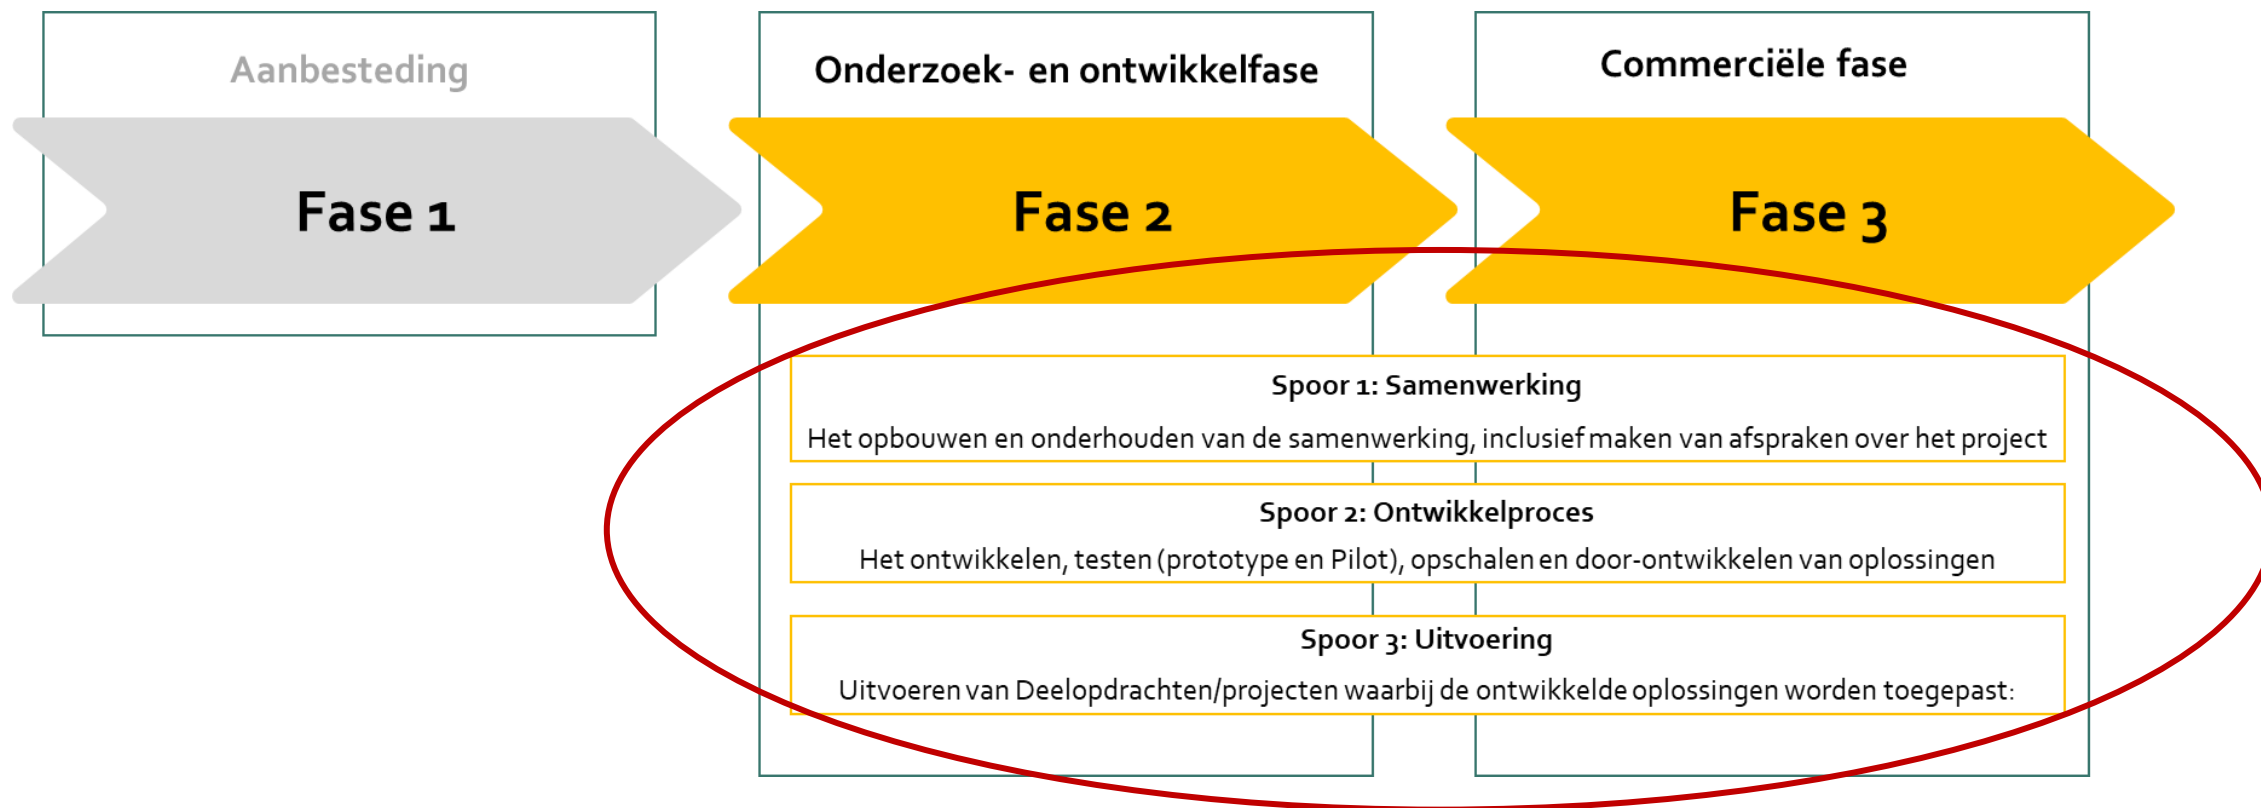 Aanbesteding
Fase 1
Onderzoek- en ontwikkelfase
Fase 2
Commerciële fase
Fase 3
Spoor 1: Samenwerking
Het opbouwen en onderhouden van de samenwerking, inclusief maken van afspraken over het project
Spoor 2: Ontwikkelproces
Het ontwikkelen, testen (prototype en Pilot), opschalen en door-ontwikkelen van oplossingen
Spoor 3: Uitvoering
Uitvoeren van Deelopdrachten/projecten waarbij de ontwikkelde oplossingen worden toegepast: